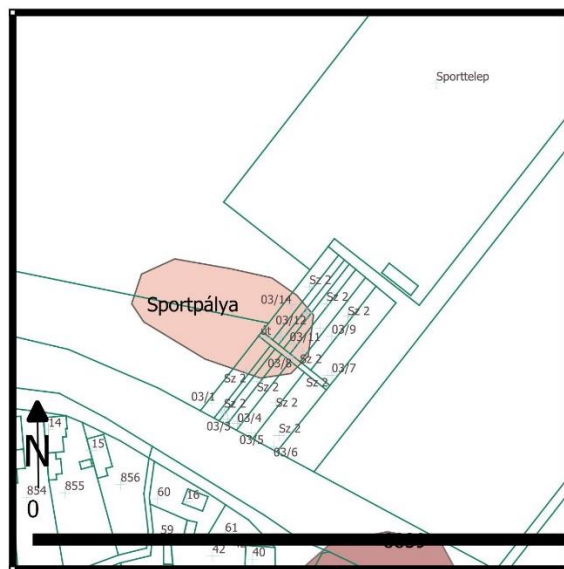 Sporttelep
Sz 2
03/14
Sz 2
Sportpálya
03/12
Sz 2
út
03/11
03/9
Sz 2
03/8
03/7
Sz 2
Sz 2
Sz 2
03/1
Sz 2
Sz 2
03/3
03/4
Sz 2
03/5
03/6
14
N
15
856
854
855
60
16
0
59
61
42
40